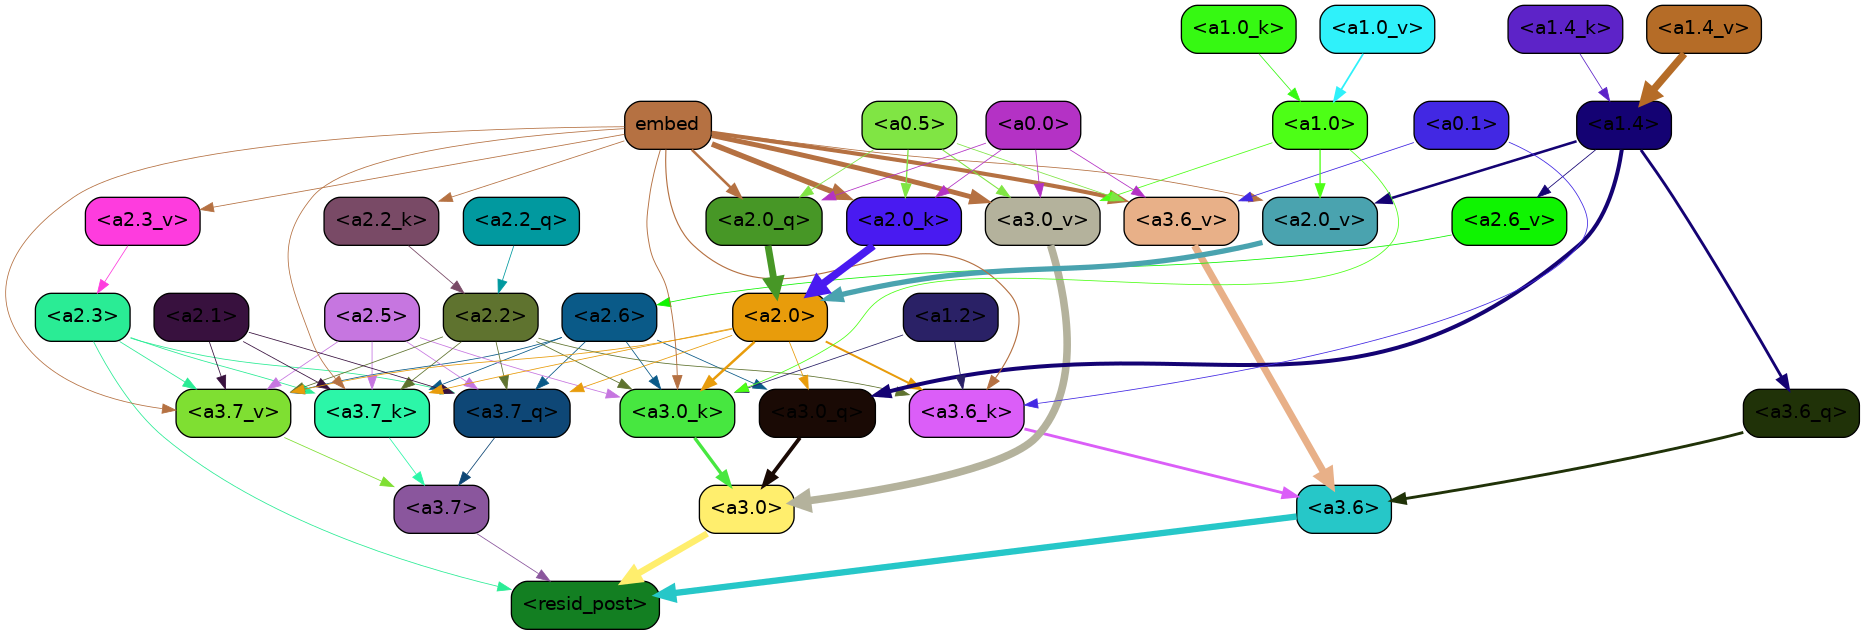 <a1.0_k> <a1.0_v> <a1.4_k> <a1.4_v>
embed <a0.5> <a0.0> <a1.0> <a0.1> <a1.4>
<a2.3_v> <a2.2_k> <a2.2_q> <a2.0_q> <a2.0_k> <a3.0_v> <a3.6_v> <a2.0_v> <a2.6_v>
<a2.3> <a2.1> <a2.5> <a2.2> <a2.6> <a2.0> <a1.2>
<a3.7_v> <a3.7_k> <a3.7_q> <a3.0_k> <a3.0_q> <a3.6_k> <a3.6_q>
<a3.7> <a3.0> <a3.6>
<resid_post>